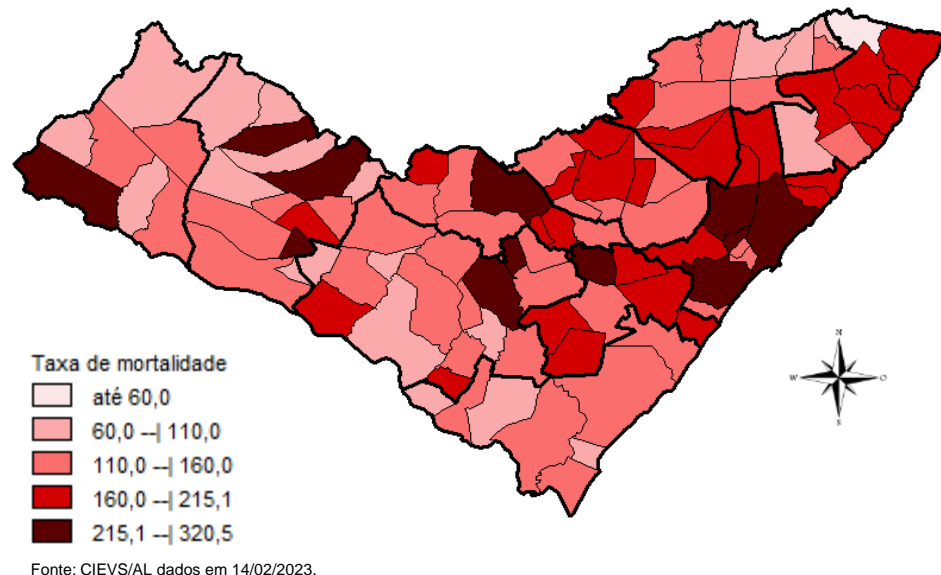 N
W
O
S
Taxa de mortalidade
até 60,0
60,0 --| 110,0
110,0 --| 160,0
160,0 --| 215,1
215,1 --| 320,5
Fonte: CIEVS/AL dados em 14/02/2023.